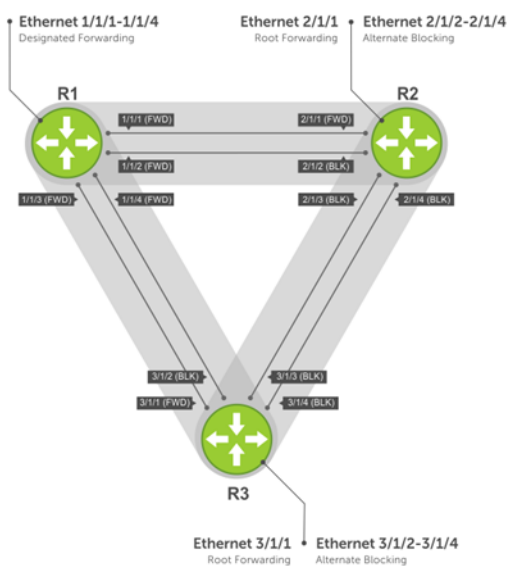 Ethernet 1/1/1-1/1/4
Designated Forwarding
Ethernet 2/1/1
Root Forwarding
Ethernet 2/1/2-2/1/4
Alternate Blocking
R1
R2
1/1/1 (FWD)
2/1/1 (FWD)
1/1/2 (FWD)
2/1/2 (BLK)
1/1/3 (FWD)
1/1/4 (FWD)
2/1/3 (BLK)
2/1/4 (BLK)
3/1/2 (BLK)
3/1/3 (BLK)
3/1/1 (FWD)
3/1/4 (BLK)
R3
Ethernet 3/1/1
Root Forwarding
Ethernet 3/1/2-3/1/4
Alternate Blocking